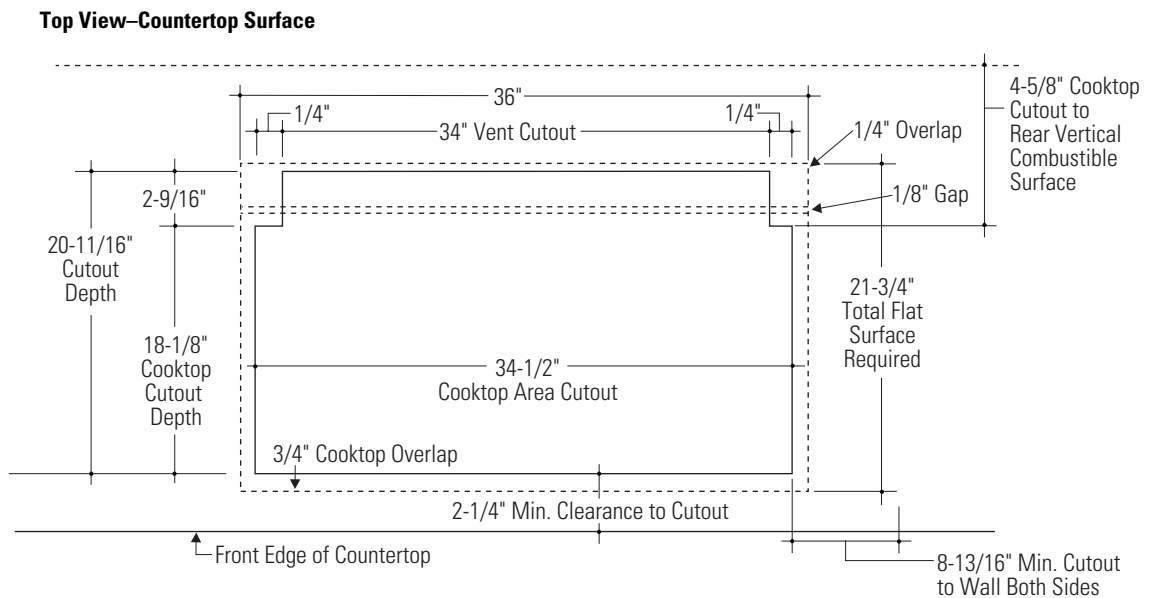 Top View–Countertop Surface
36"
4-5/8" Cooktop
Cutout to
Rear Vertical
Combustible
Surface
1/4"
1/4"
34" Vent Cutout
1/4" Overlap
1/8" Gap
2-9/16"
20-11/16"
Cutout
Depth
21-3/4"
Total Flat
Surface
Required
18-1/8"
Cooktop
Cutout
Depth
34-1/2"
Cooktop Area Cutout
3/4" Cooktop Overlap
2-1/4" Min. Clearance to Cutout
Front Edge of Countertop
8-13/16" Min. Cutout
to Wall Both Sides